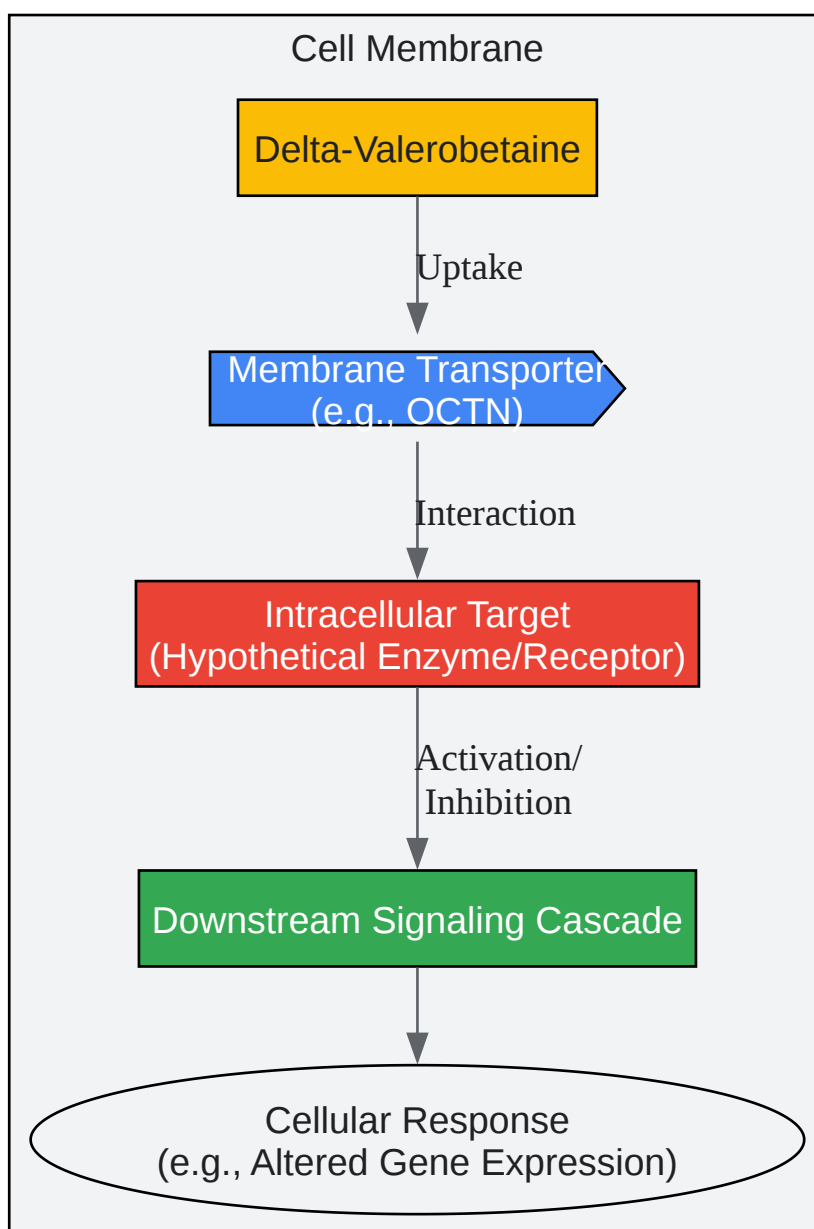 Cell Membrane
Delta-Valerobetaine
Uptake
Membrane Transporter
(e.g., OCTN)
Interaction
Intracellular Target
(Hypothetical Enzyme/Receptor)
Activation/
Inhibition
Downstream Signaling Cascade
Cellular Response
(e.g., Altered Gene Expression)